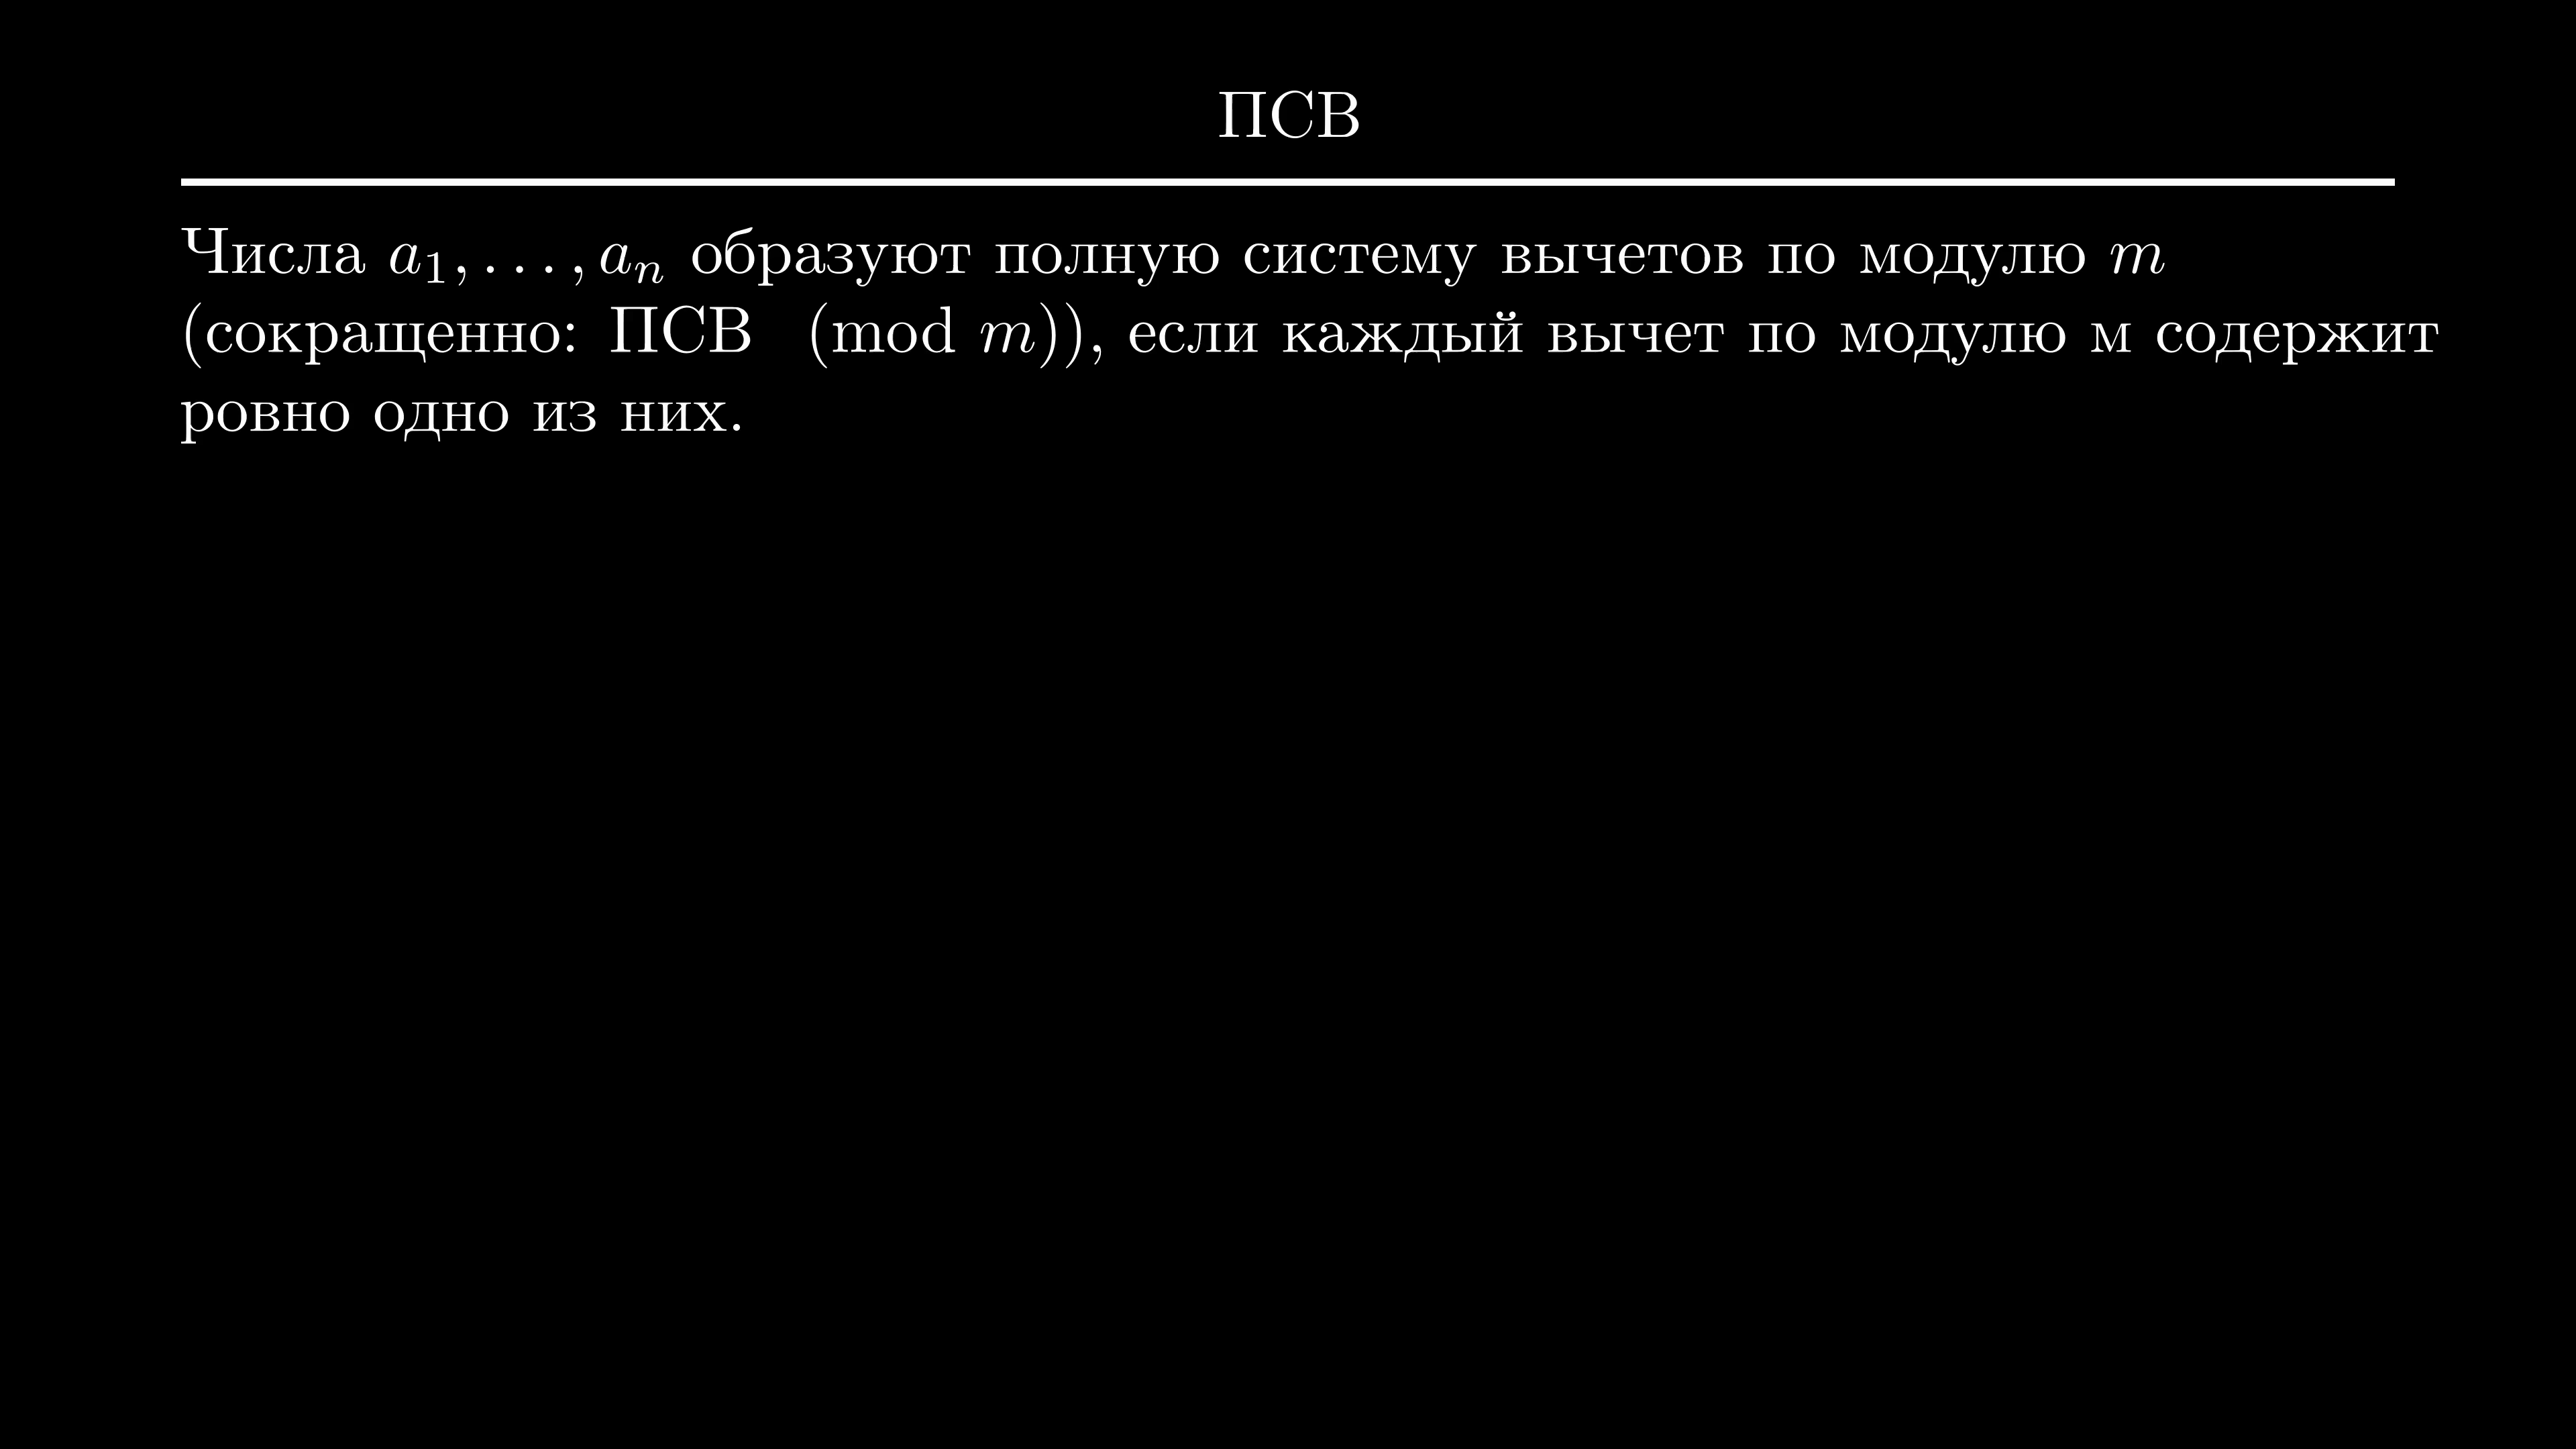 ПСВ
Числа a₁, . . . , aₙ образуют полную систему вычетов по модулю m
(сокращенно: ПСВ (mod m)), если каждый вычет по модулю м содержит
ровно одно из них.